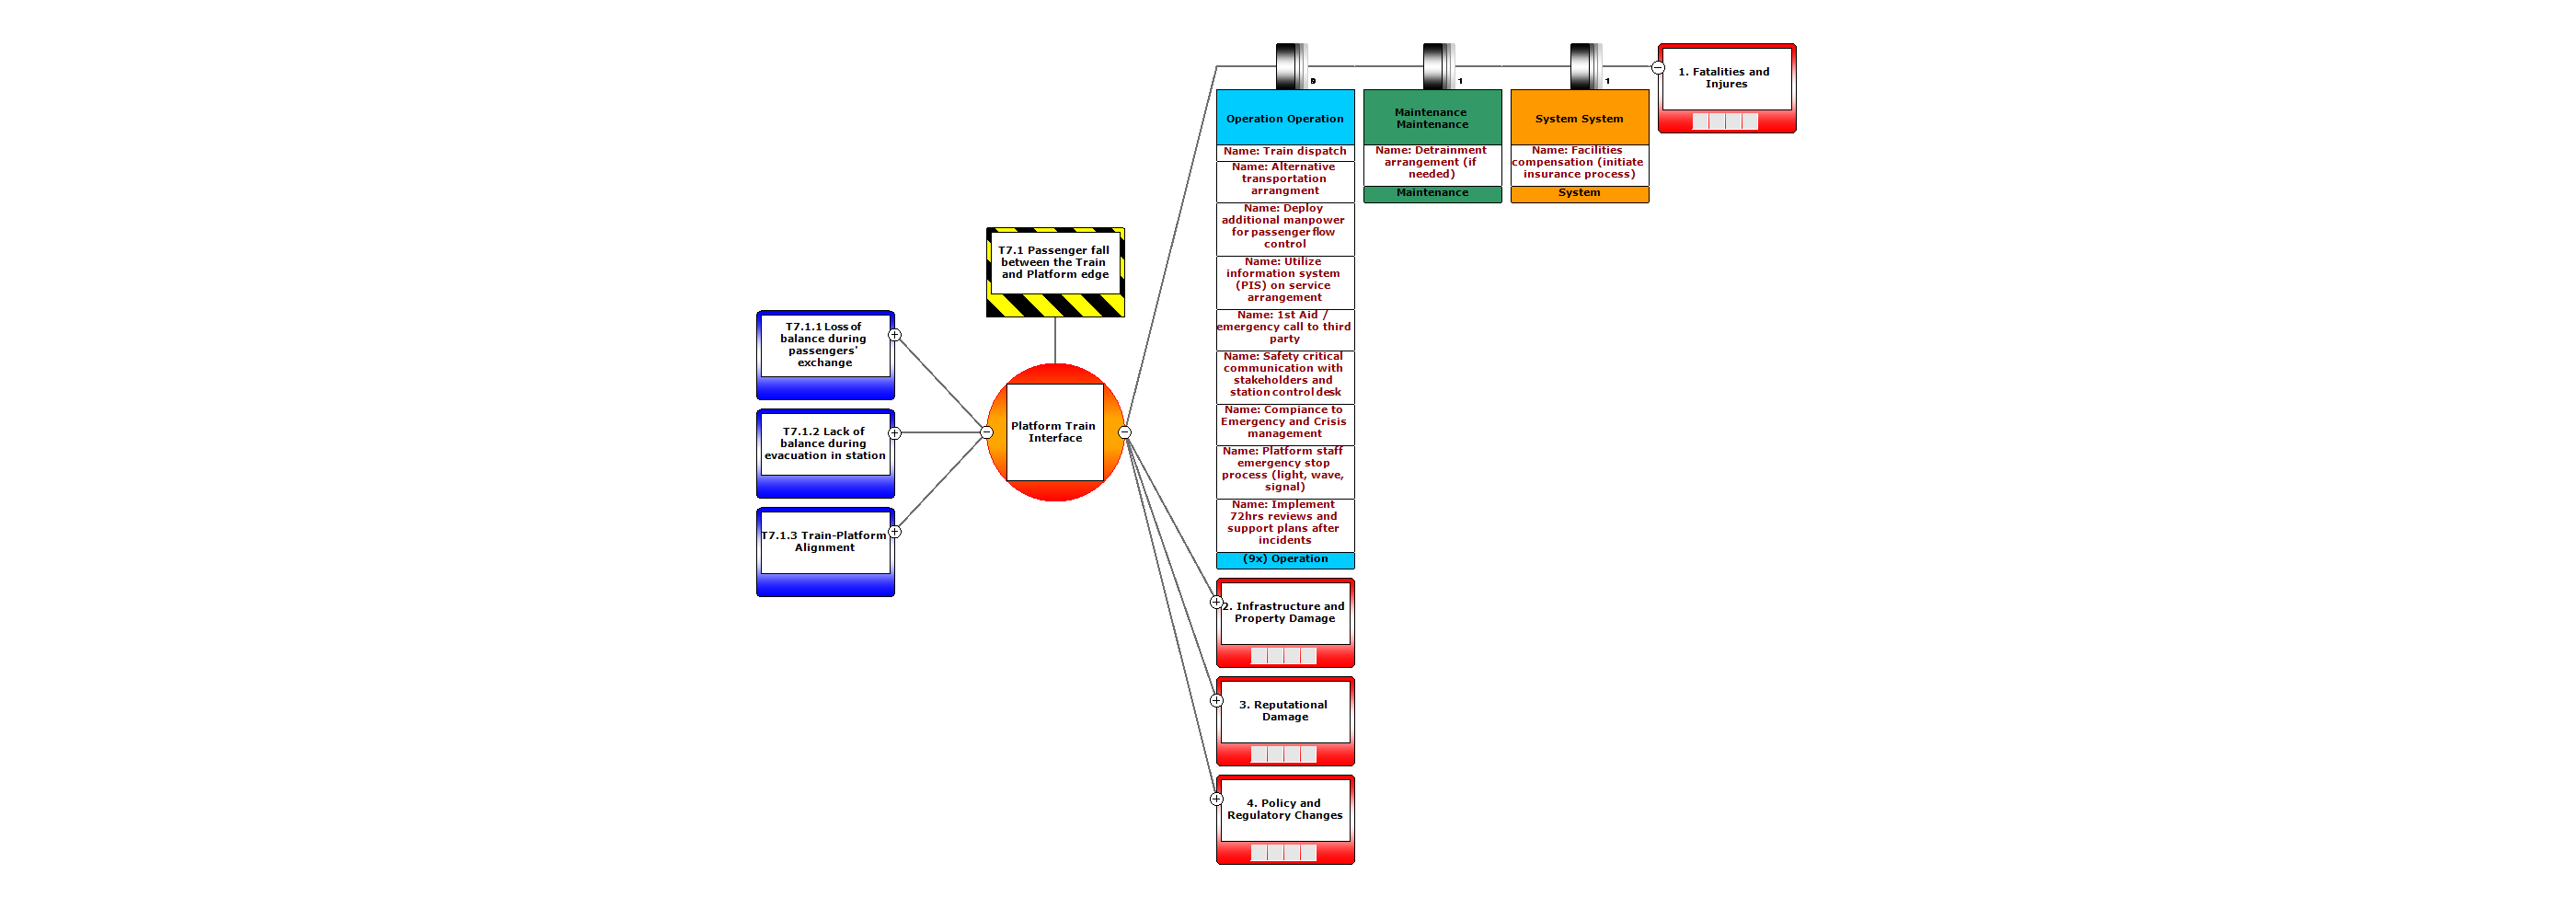 T7.1 Passenger fall
between the Train
and Platform edge
T7.1.1 Loss of
balance during
passengers'
exchange
T7.1.2 Lack of
balance during
evacuation in station
T7.1.3 Train-Platform
Alignment
Platform Train
Interface
9
Operation Operation
Name: Train dispatch
Name: Alternative
transportation
arrangment
Name: Deploy
additional manpower
for passenger flow
control
Name: Utilize
information system
(PIS) on service
arrangement
Name: 1st Aid /
emergency call to third
party
Name: Safety critical
communication with
stakeholders and
station control desk
Name: Compiance to
Emergency and Crisis
management
Name: Platform staff
emergency stop
process (light, wave,
signal)
Name: Implement
72hrs reviews and
support plans after
incidents
(9x) Operation
1
Maintenance
Maintenance
Name: Detrainment
arrangement (if
needed)
Maintenance
1
System System
Name: Facilities
compensation (initiate
insurance process)
System
1. Fatalities and
Injures
2. Infrastructure and
Property Damage
3. Reputational
Damage
4. Policy and
Regulatory Changes